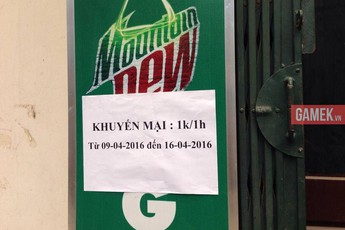 Mountain
DEW
GAMEK.VN
KHUYẾN MẠI : 1k/1h
Từ 09-04-2016 đến 16-04-2016
G